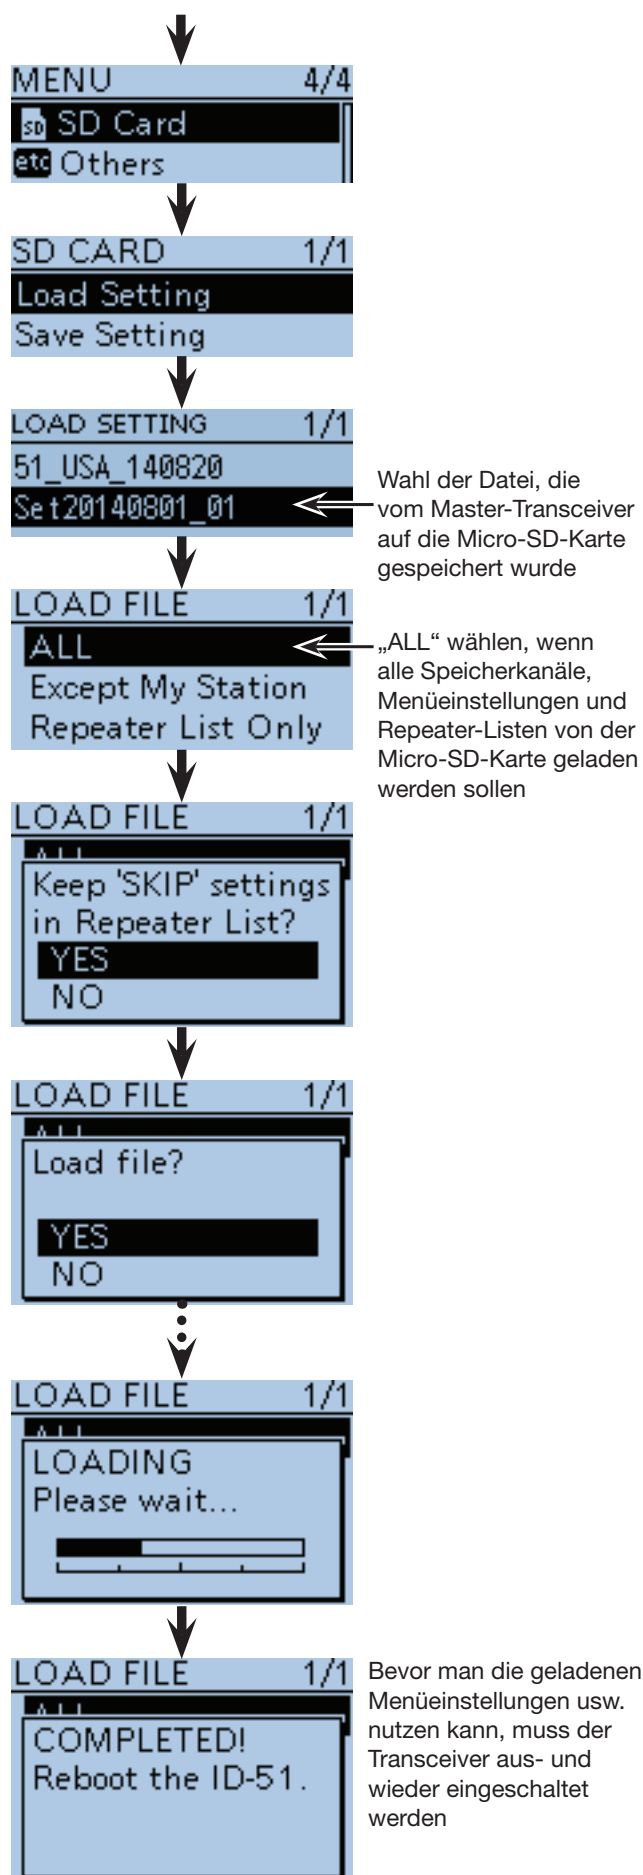 MENU 4/4
SD SD Card
etc Others
SD CARD 1/1
Load Setting
Save Setting
LOAD SETTING 1/1
51_USA_140820
Set20140801_01
Wahl der Datei, die
vom Master-Transceiver
auf die Micro-SD-Karte
gespeichert wurde
LOAD FILE 1/1
ALL
Except My Station
Repeater List Only
„ALL“ wählen, wenn
alle Speicherkanäle,
Menüeinstellungen und
Repeater-Listen von der
Micro-SD-Karte geladen
werden sollen
LOAD FILE 1/1
ALL
Keep 'SKIP' settings
in Repeater List?
YES
NO
LOAD FILE 1/1
ALL
Load file?
YES
NO
LOAD FILE 1/1
ALL
LOADING
Please wait...
LOAD FILE 1/1
ALL
COMPLETED!
Reboot the ID-51.
Bevor man die geladenen
Menüeinstellungen usw.
nutzen kann, muss der
Transceiver aus- und
wieder eingeschaltet
werden